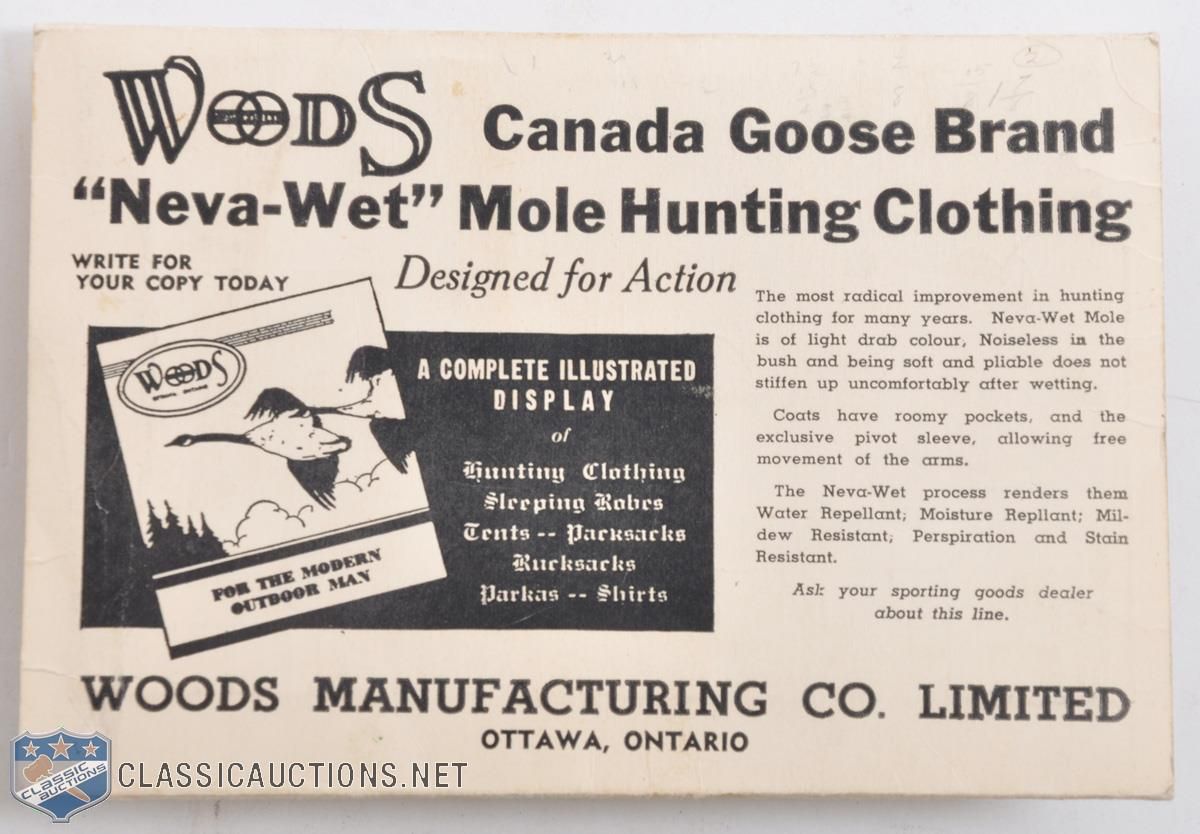 WOODS Canada Goose Brand
"Neva-Wet" Mole Hunting Clothing
WRITE FOR
YOUR COPY TODAY
Designed for Action
WOODS
FOR THE MODERN
OUTDOOR MAN
A COMPLETE ILLUSTRATED
DISPLAY
of
Hunting Clothing
Sleeping Robes
Tents -- Packsacks
Rucksacks
Parkas -- Shirts
The most radical improvement in hunting
clothing for many years. Neva-Wet Mole
is of light drab colour, Noiseless in the
bush and being soft and pliable does not
stiffen up uncomfortably after wetting.
Coats have roomy pockets, and the
exclusive pivot sleeve, allowing free
movement of the arms.
The Neva-Wet process renders them
Water Repellant; Moisture Repllant; Mil-
dew Resistant; Perspiration and Stain
Resistant.
Ask your sporting goods dealer
about this line.
WOODS MANUFACTURING CO. LIMITED
OTTAWA, ONTARIO
CLASSIC
AUCTIONS
CLASSICAUCTIONS.NET